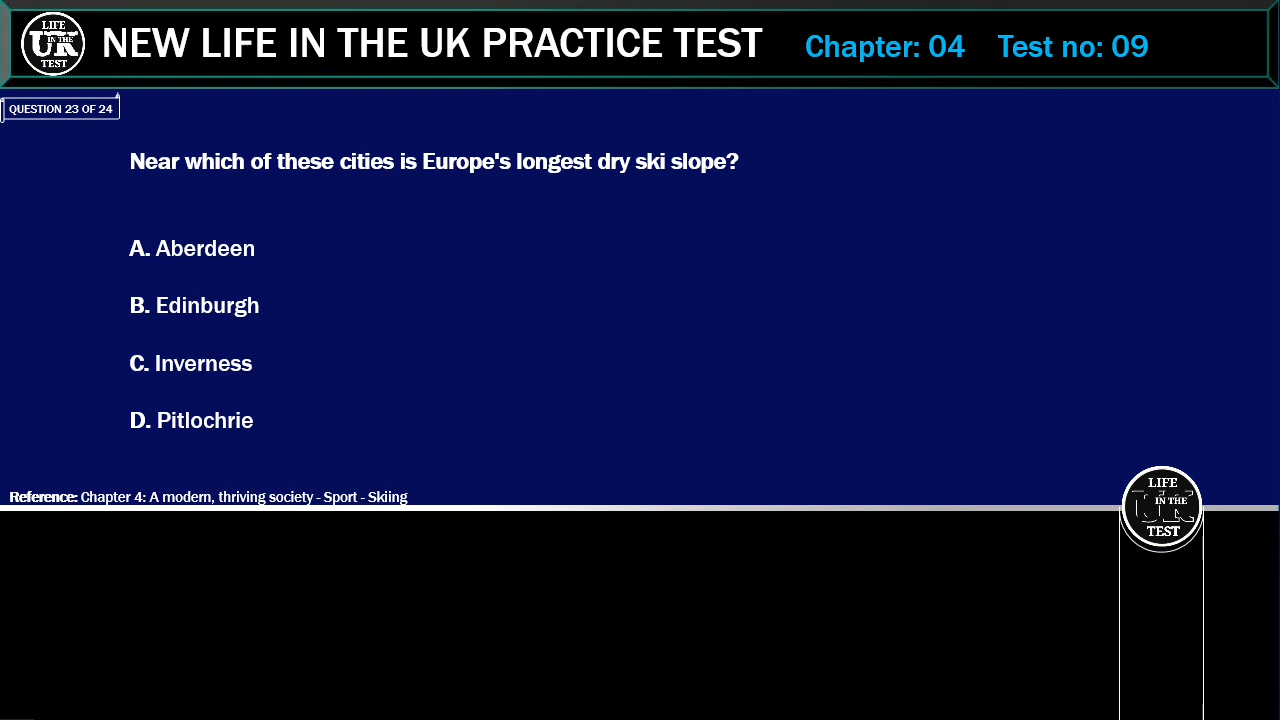 LIFE
UK
IN THE
TEST
NEW LIFE IN THE UK PRACTICE TEST
Chapter: 04
Test no: 09
QUESTION 23 OF 24
Near which of these cities is Europe's longest dry ski slope?
A. Aberdeen
B. Edinburgh
C. Inverness
D. Pitlochrie
Reference: Chapter 4: A modern, thriving society - Sport - Skiing
LIFE
UK
IN THE
TEST